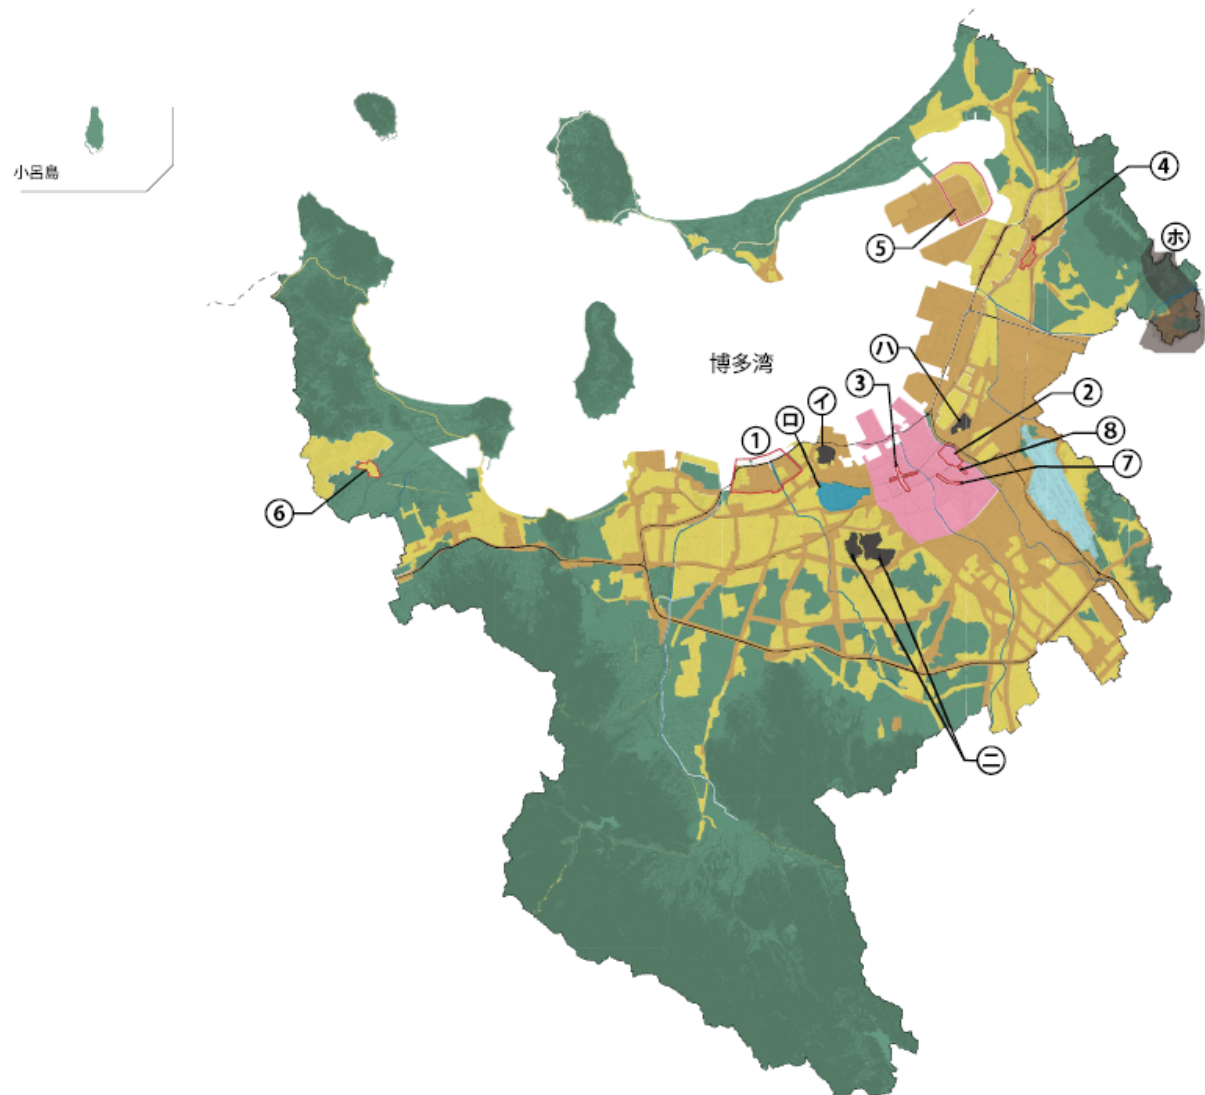 ④
小呂島
ホ
⑤
ハ
博多湾
③
②
イ
ロ
①
⑧
⑦
⑥
ニ